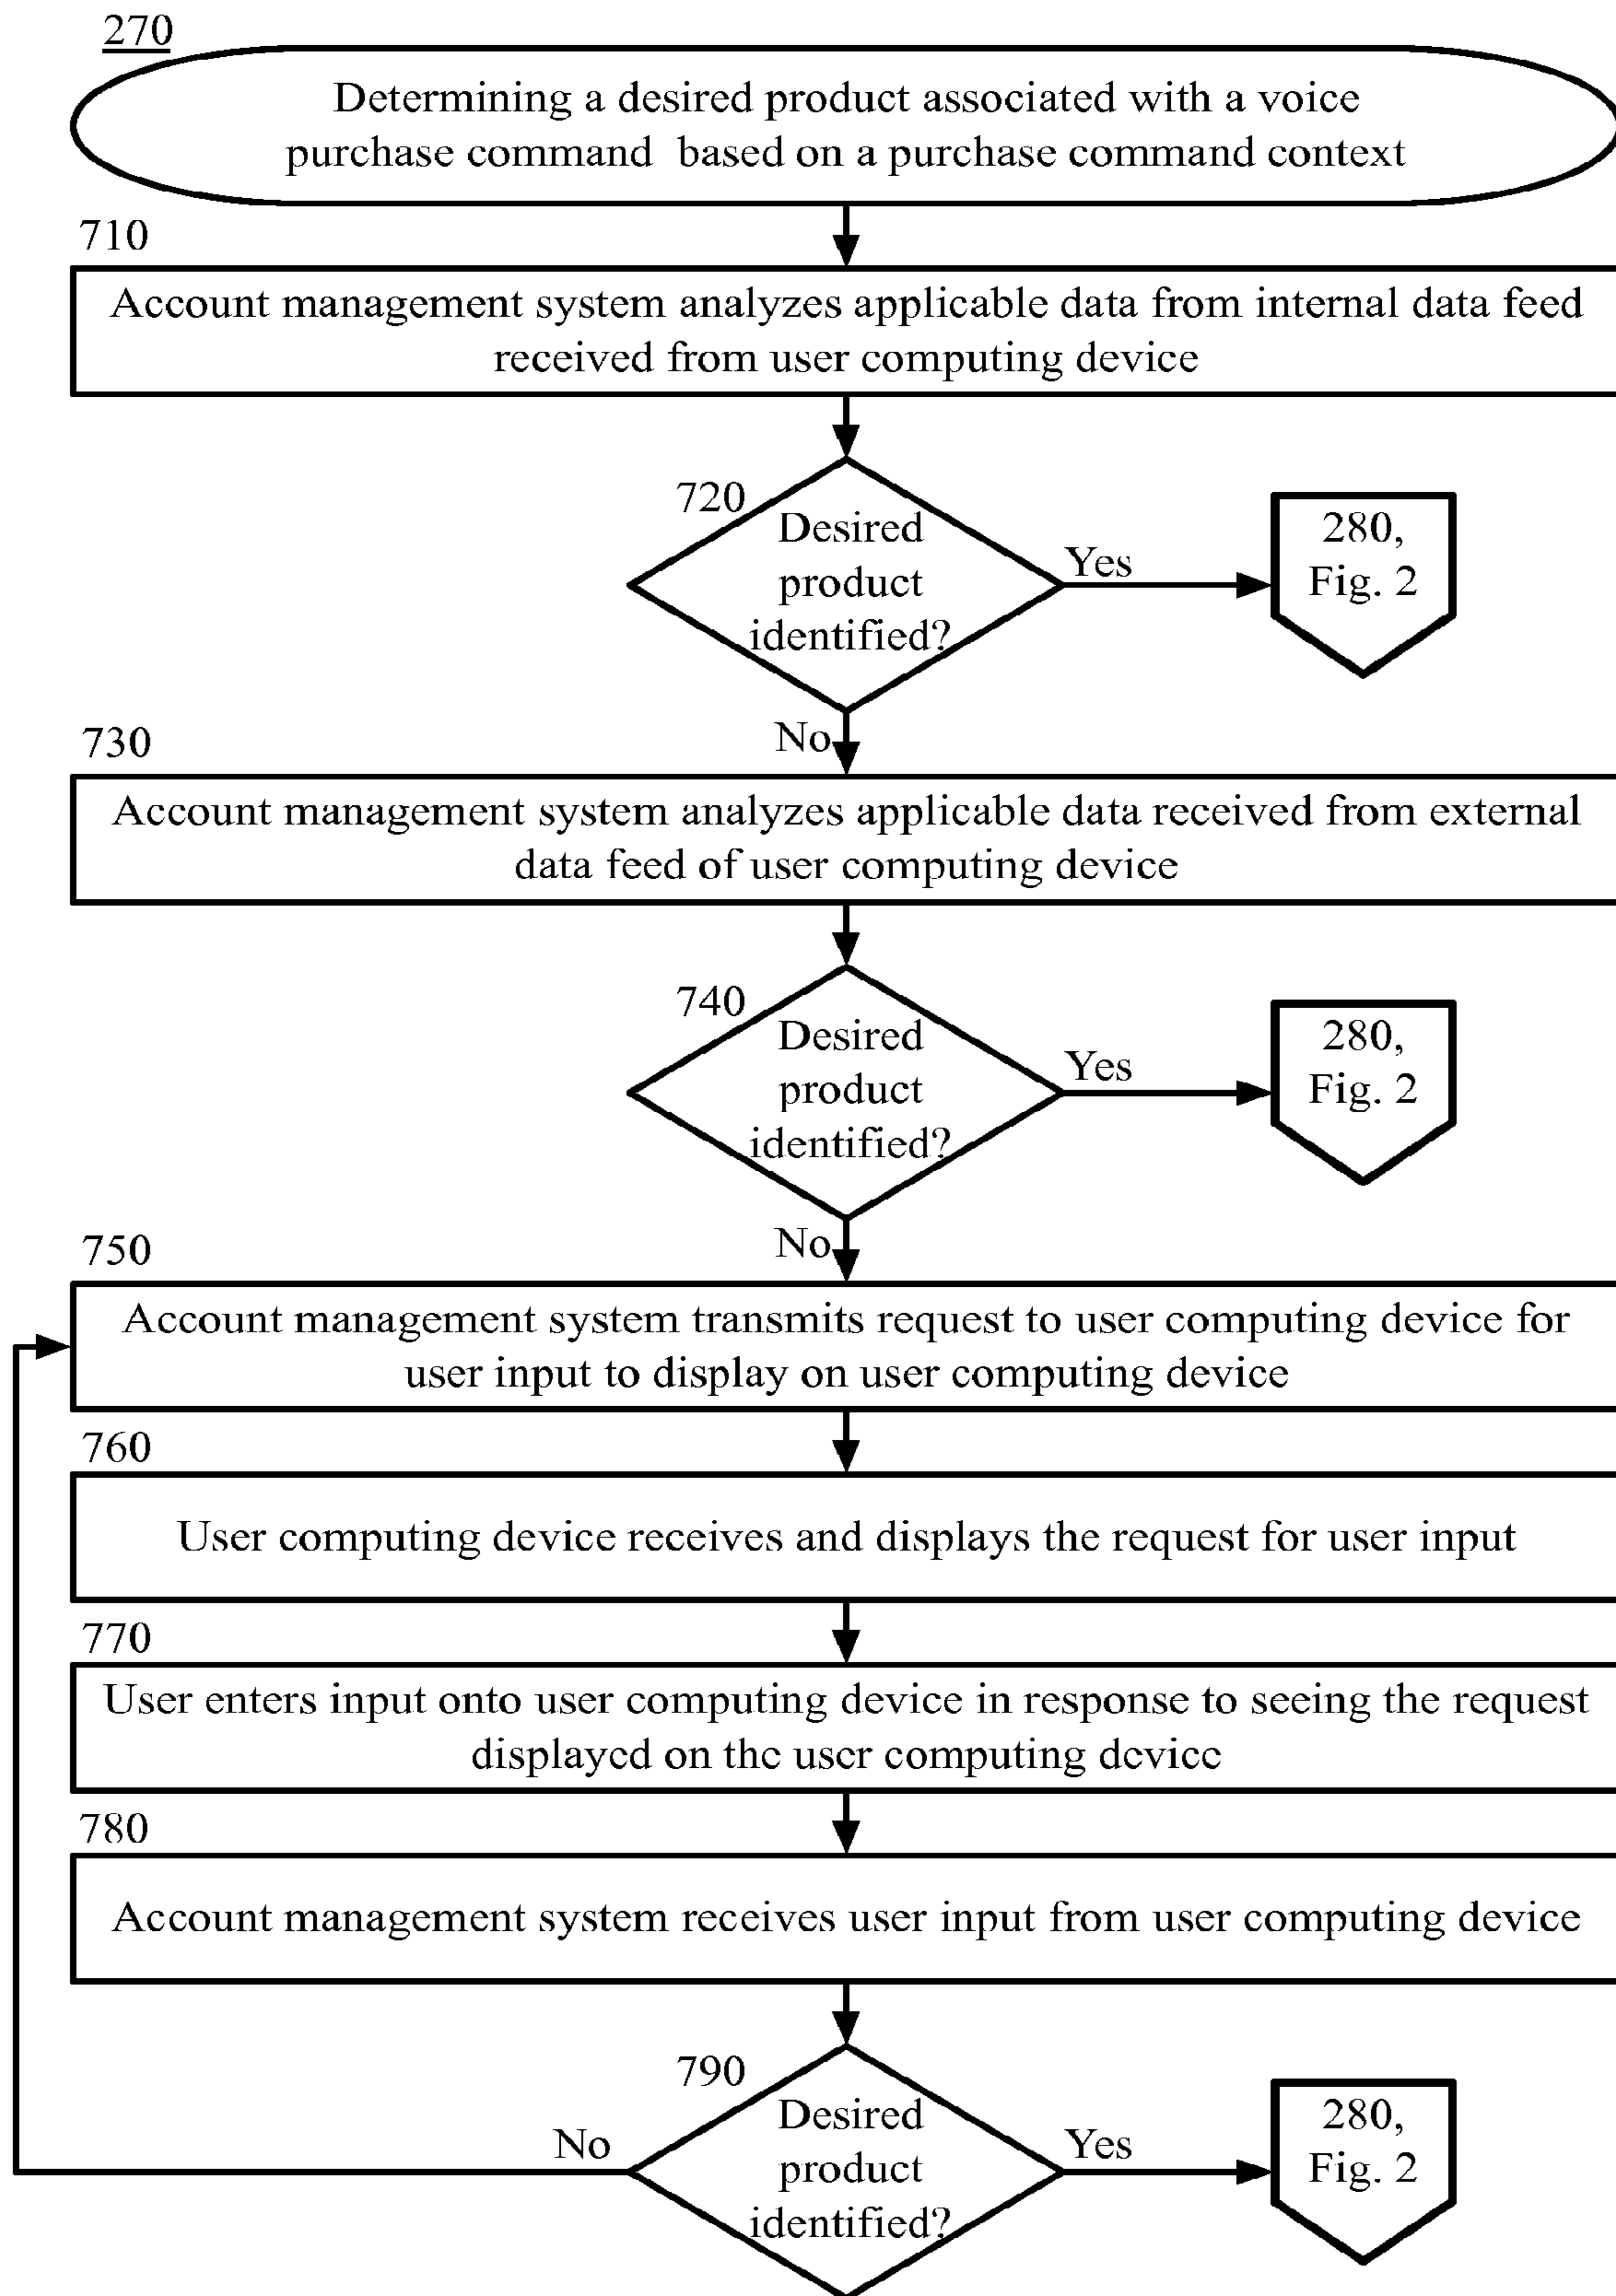 270
Determining a desired product associated with a voice
purchase command based on a purchase command context
710
Account management system analyzes applicable data from internal data feed
received from user computing device
720
Desired
product
identified?
Yes
280,
Fig. 2
No
730
Account management system analyzes applicable data received from external
data feed of user computing device
740
Desired
product
identified?
Yes
280,
Fig. 2
No
750
Account management system transmits request to user computing device for
user input to display on user computing device
760
User computing device receives and displays the request for user input
770
User enters input onto user computing device in response to seeing the request
displayed on the user computing device
780
Account management system receives user input from user computing device
790
Desired
product
identified?
No
Yes
280,
Fig. 2